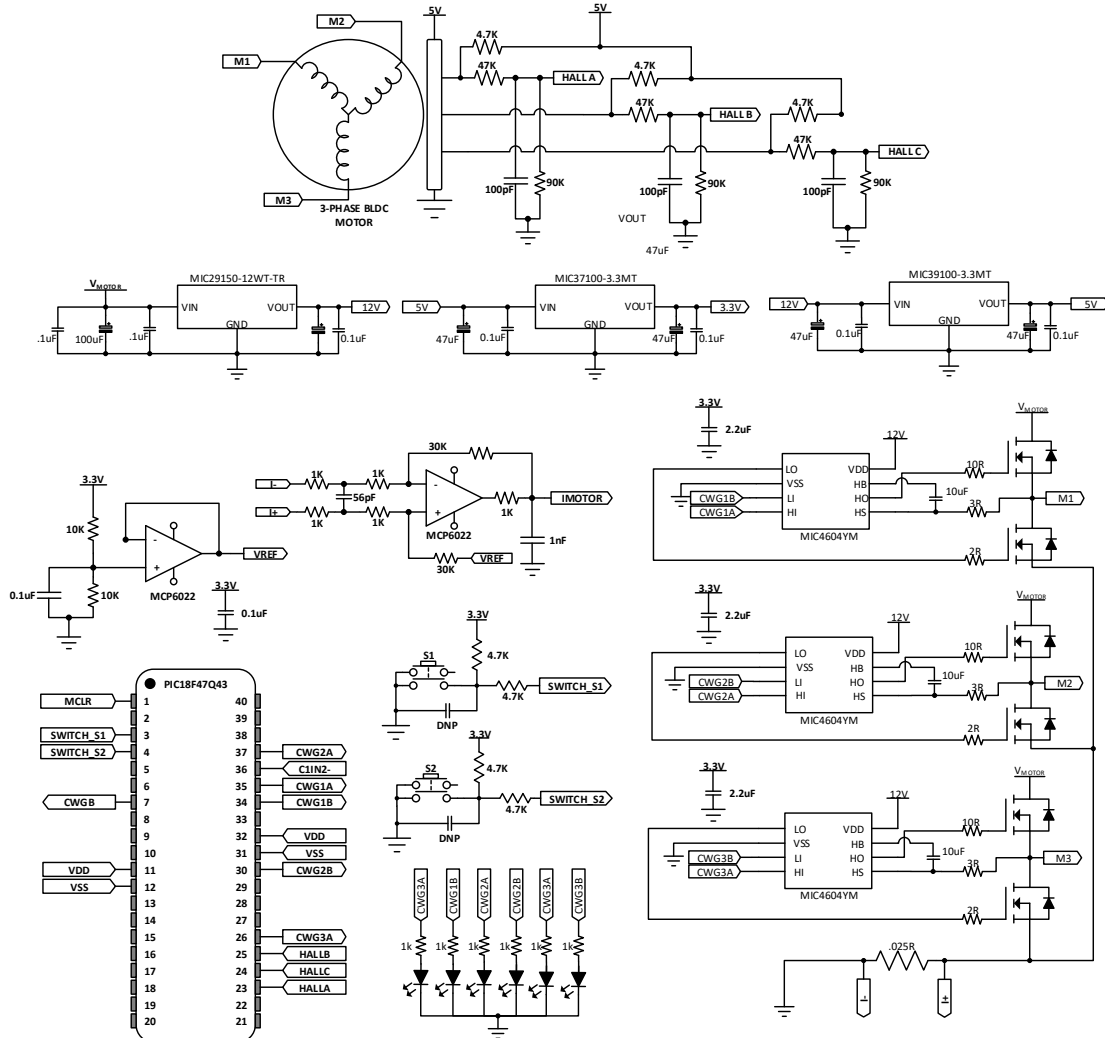 M2
M1
M3
3-PHASE BLDC
MOTOR
5V
5V
4.7K
47K
HALL A
4.7K
47K
HALL B
4.7K
47K
HALL C
100pF
90K
100pF
90K
100pF
90K
VOUT
47uF
MIC29150-12WT-TR
VMOTOR
VIN
VOUT
GND
12V
.1uF
100uF
.1uF
0.1uF
MIC37100-3.3MT
5V
VIN
VOUT
GND
3.3V
47uF
0.1uF
47uF
0.1uF
MIC39100-3.3MT
12V
VIN
VOUT
GND
5V
47uF
0.1uF
47uF
0.1uF
3.3V
10K
10K
0.1uF
-
+
MCP6022
VREF
3.3V
0.1uF
I-
I+
1K
1K
1K
1K
56pF
30K
-
+
MCP6022
1K
IMOTOR
1nF
30K
VREF
3.3V
2.2uF
LO
VSS
LI
HI
VDD
HB
HO
HS
MIC4604YM
CWG1B
CWG1A
12V
10uF
10R
3R
2R
VMOTOR
M1
3.3V
2.2uF
LO
VSS
LI
HI
VDD
HB
HO
HS
MIC4604YM
CWG2B
CWG2A
12V
10uF
10R
3R
2R
VMOTOR
M2
3.3V
2.2uF
LO
VSS
LI
HI
VDD
HB
HO
HS
MIC4604YM
CWG3B
CWG3A
12V
10uF
10R
3R
2R
VMOTOR
M3
.025R
I-
I+
3.3V
S1
4.7K
4.7K
SWITCH_S1
DNP
3.3V
S2
4.7K
4.7K
SWITCH_S2
DNP
CWG3A
CWG1B
CWG2A
CWG2B
CWG3A
CWG3B
1k
1k
1k
1k
1k
1k
PIC18F47Q43
MCLR 1 40
2 39
SWITCH_S1 3 38
SWITCH_S2 4 37 CWG2A
5 36 C1IN2-
6 35 CWG1A
CWGB 7 34 CWG1B
8 33
9 32 VDD
10 31 VSS
VDD 11 30 CWG2B
VSS 12 29
13 28
14 27
15 26 CWG3A
16 25 HALLB
17 24 HALLC
18 23 HALLA
19 22
20 21